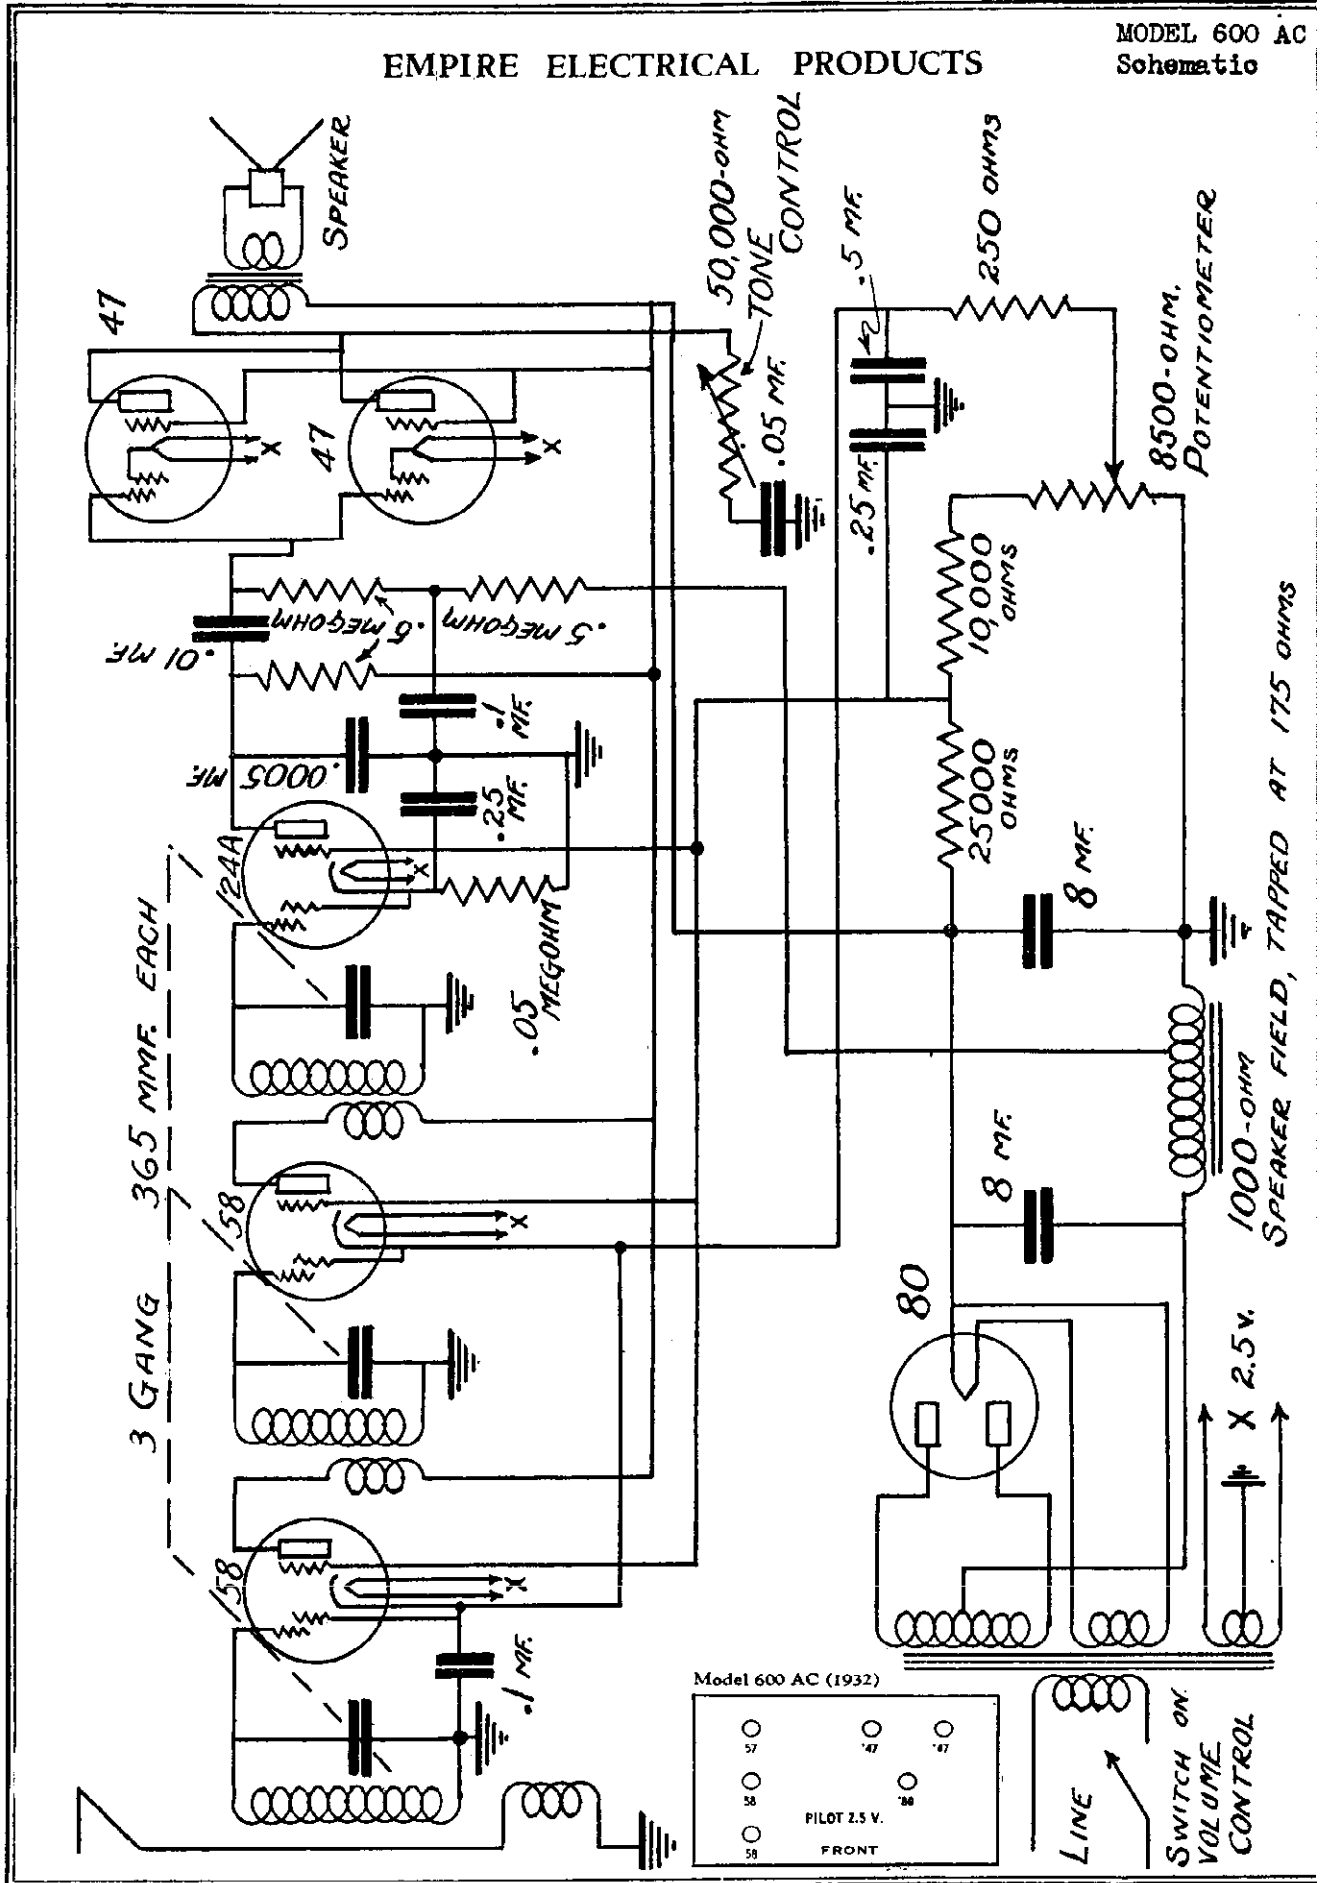 MODEL 600 AC
Schematic
EMPIRE ELECTRICAL PRODUCTS
SPEAKER
47
47
50,000-OHM
TONE
CONTROL
.05 MF.
.5 MF.
.25 MF.
250 OHMS
8500-OHM.
POTENTIOMETER
10,000
OHMS
25000
OHMS
.01 MF.
.5 MEGOHM
.5 MEGOHM
.1
MF.
.0005 MF.
.25
MF.
24A
.05
MEGOHM
3 GANG 365 MMF. EACH
58
58
X
X
X
X
X
.1 MF.
8 MF.
8 MF.
80
1000-OHM
SPEAKER FIELD, TAPPED AT 175 OHMS
X 2.5 V.
LINE
SWITCH ON
VOLUME
CONTROL
Model 600 AC (1932)
57
'47
'47
58
'80
PILOT 2.5 V.
58
FRONT